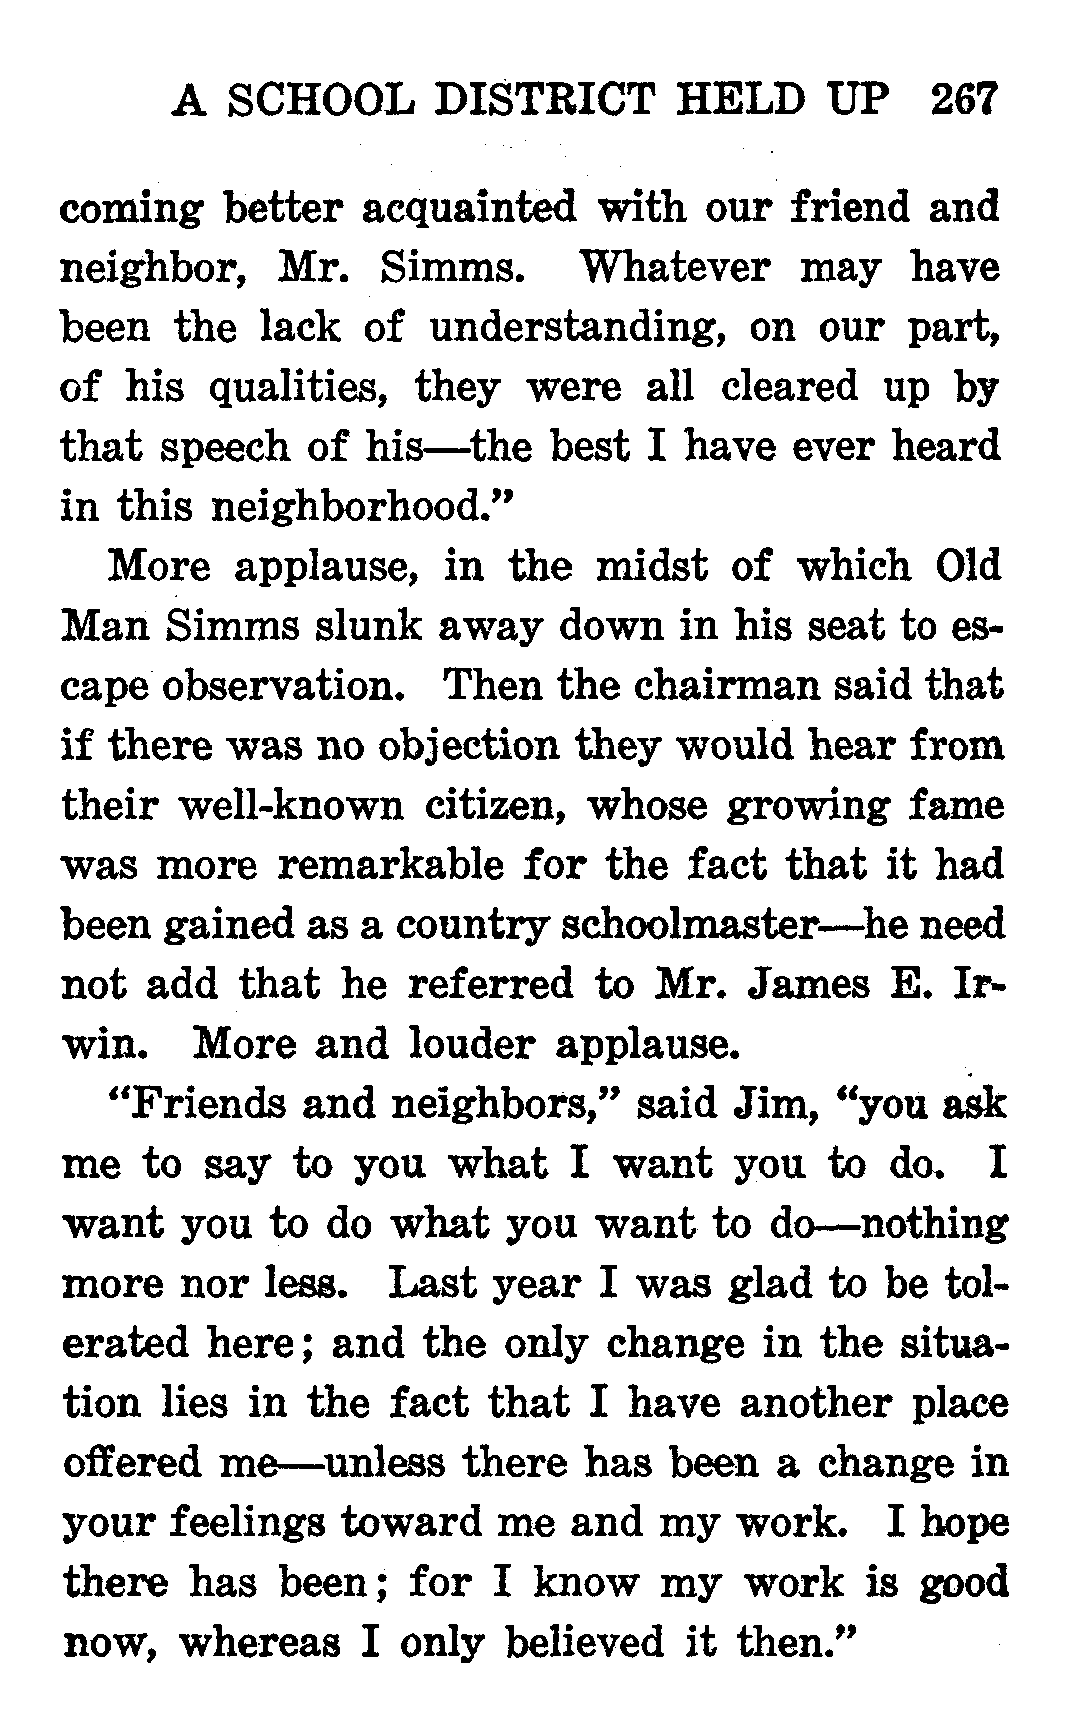 A SCHOOL DISTRICT HELD UP 267
coming better acquainted with our friend and
neighbor, Mr. Simms. Whatever may have
been the lack of understanding, on our part,
of his qualities, they were all cleared up by
that speech of his—the best I have ever heard
in this neighborhood.”
More applause, in the midst of which Old
Man Simms slunk away down in his seat to es-
cape observation. Then the chairman said that
if there was no objection they would hear from
their well-known citizen, whose growing fame
was more remarkable for the fact that it had
been gained as a country schoolmaster—he need
not add that he referred to Mr. James E. Ir-
win. More and louder applause.
“Friends and neighbors,” said Jim, “you ask
me to say to you what I want you to do. I
want you to do what you want to do—nothing
more nor less. Last year I was glad to be tol-
erated here; and the only change in the situa-
tion lies in the fact that I have another place
offered me—unless there has been a change in
your feelings toward me and my work. I hope
there has been; for I know my work is good
now, whereas I only believed it then.”